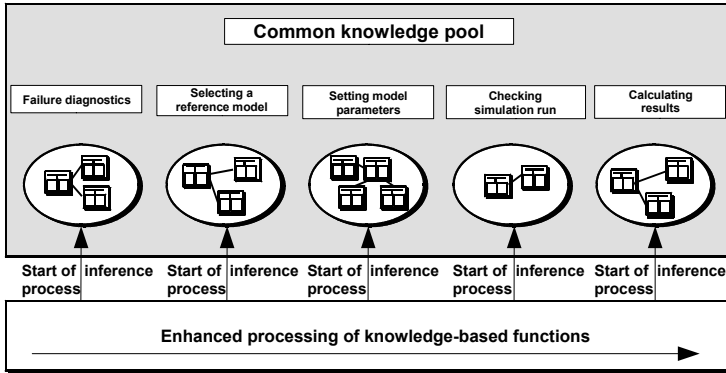 Common knowledge pool
Failure diagnostics
Selecting a
reference model
Setting model
parameters
Checking
simulation run
Calculating
results
Start of inference
process
Start of inference
process
Start of inference
process
Start of inference
process
Start of inference
process
Enhanced processing of knowledge-based functions